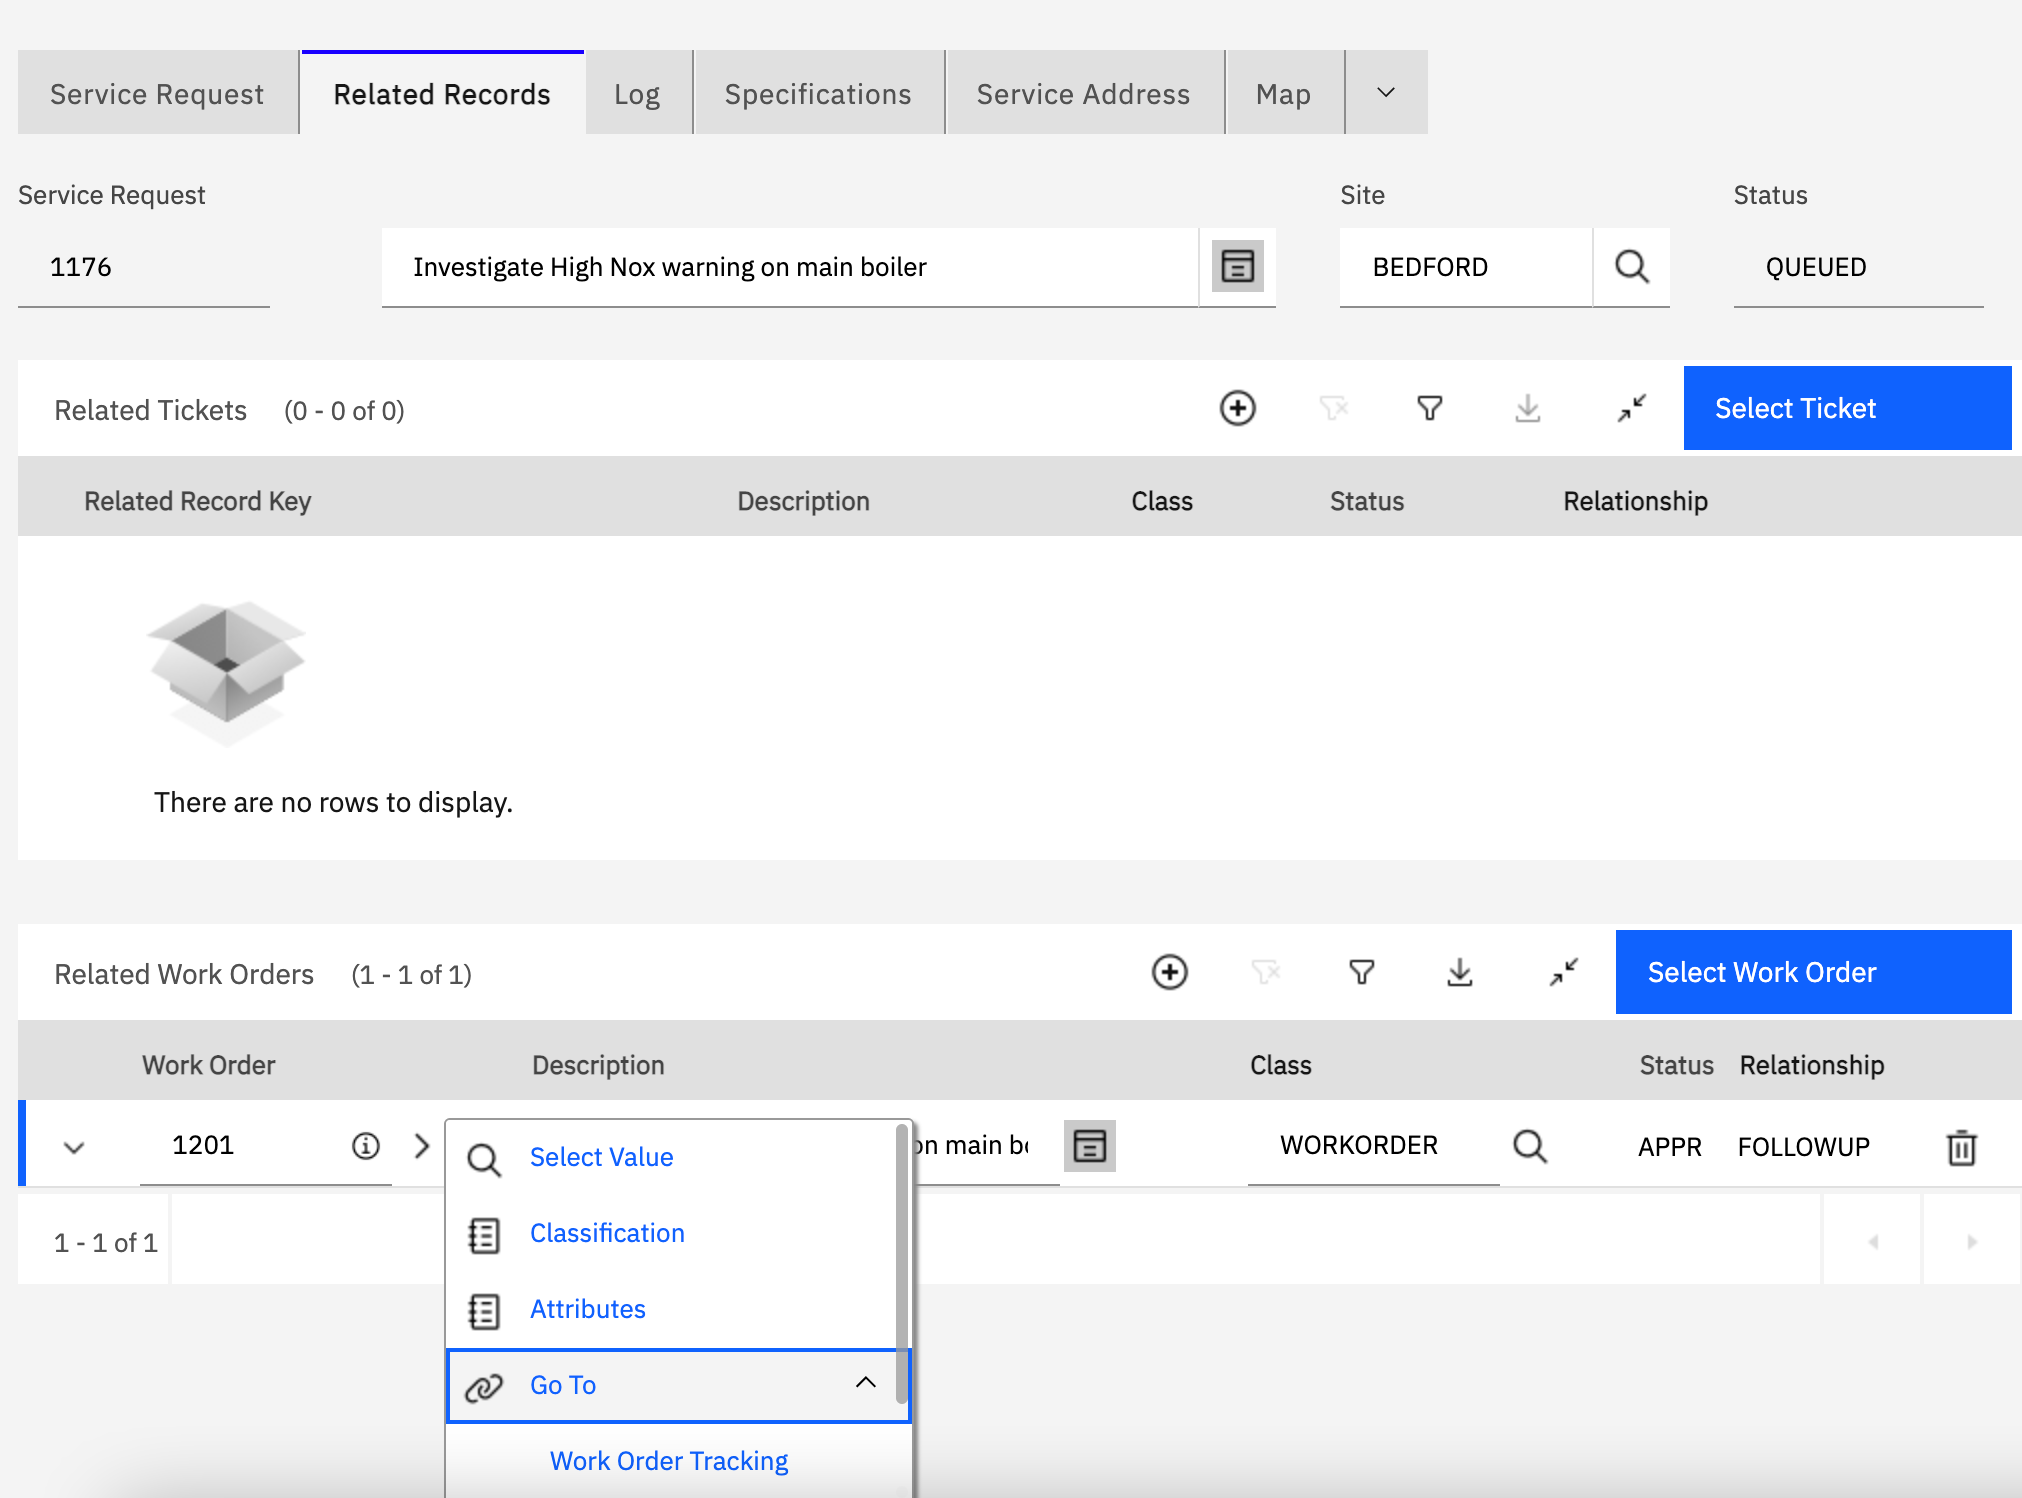 Service Request
Related Records
Log
Specifications
Service Address
Map
Service Request
Site
Status
1176
Investigate High Nox warning on main boiler
BEDFORD
QUEUED
Related Tickets (0 - 0 of 0)
Select Ticket
Related Record Key
Description
Class
Status
Relationship
There are no rows to display.
Related Work Orders (1 - 1 of 1)
Select Work Order
Work Order
Description
Class
Status
Relationship
1201
on main
WORKORDER
APPR
FOLLOWUP
Select Value
Classification
Attributes
Go To
Work Order Tracking
1 - 1 of 1